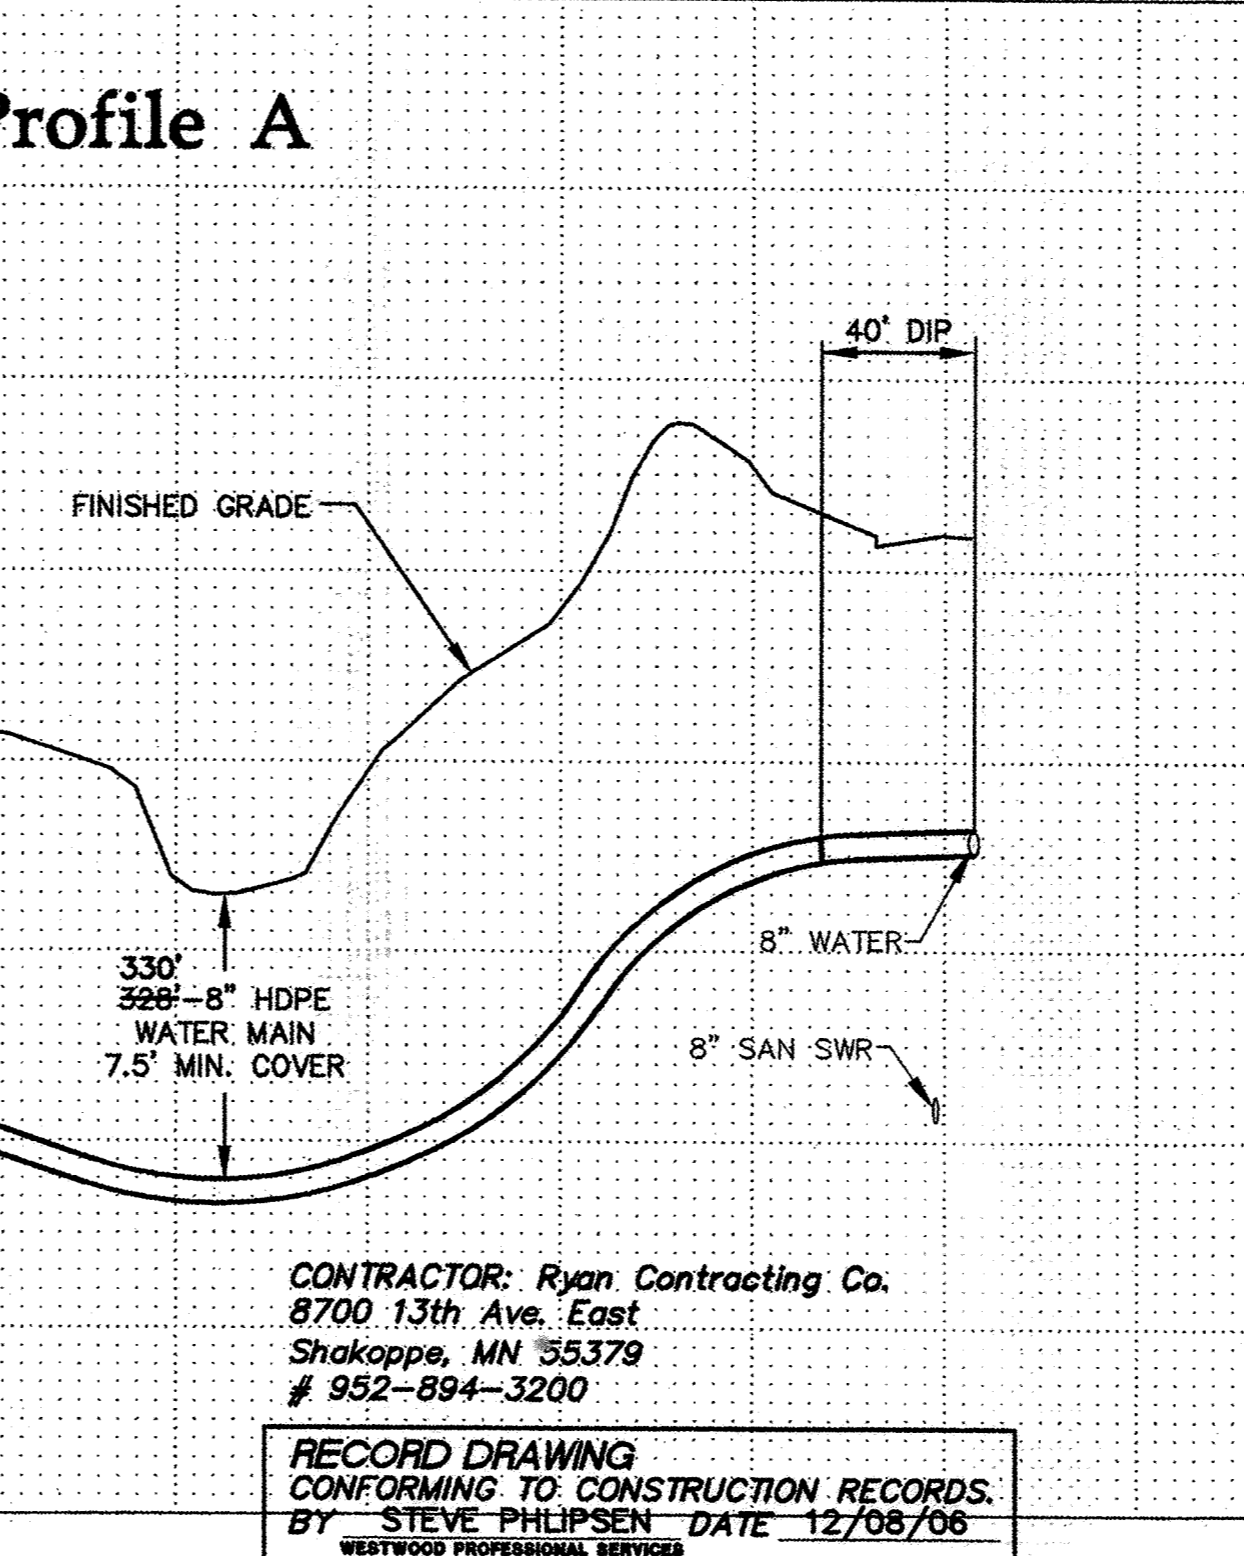 Profile A
40' DIP
FINISHED GRADE
330'
328'-8" HDPE
WATER MAIN
7.5' MIN. COVER
8" WATER
8" SAN SWR
CONTRACTOR: Ryan Contracting Co.
8700 13th Ave. East
Shakoppe, MN 55379
# 952-894-3200
RECORD DRAWING
CONFORMING TO CONSTRUCTION RECORDS.
BY STEVE PHLIPSEN DATE 12/08/06
WESTWOOD PROFESSIONAL SERVICES